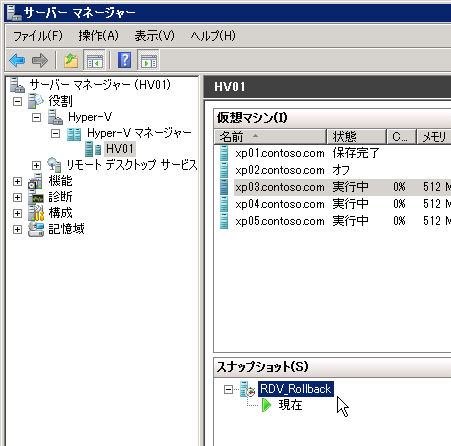 サーバー マネージャー
ファイル(F) 操作(A) 表示(V) ヘルプ(H)
サーバー マネージャー (HV01)
役割
Hyper-V
Hyper-V マネージャー
HV01
リモート デスクトップ サービス
機能
診断
構成
記憶域
HV01
仮想マシン(I)
名前 状態 C... メモリ
xp01.contoso.com 保存完了
xp02.contoso.com オフ
xp03.contoso.com 実行中 0% 512 M
xp04.contoso.com 実行中 0% 512 M
xp05.contoso.com 実行中 0% 512 M
スナップショット(S)
RDV_Rollback
現在